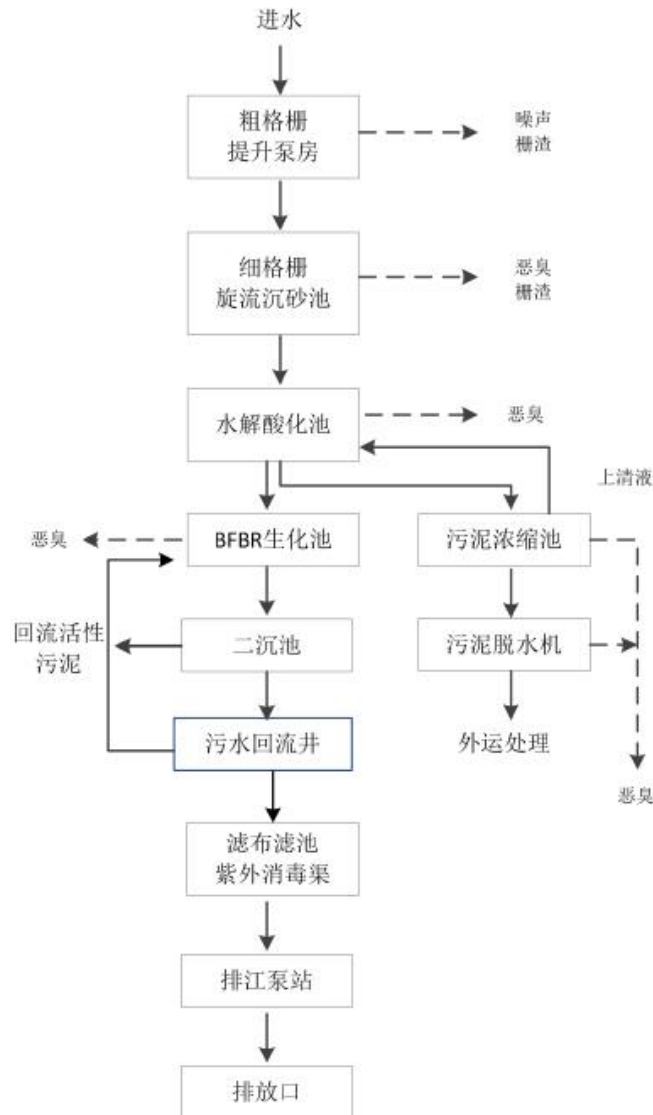 进水
粗格栅
提升泵房
噪声
栅渣
细格栅
旋流沉砂池
恶臭
栅渣
水解酸化池
恶臭
上清液
恶臭
BFBR生化池
污泥浓缩池
回流活性
污泥
二沉池
污泥脱水机
污水回流井
外运处理
恶臭
滤布滤池
紫外消毒渠
排江泵站
排放口